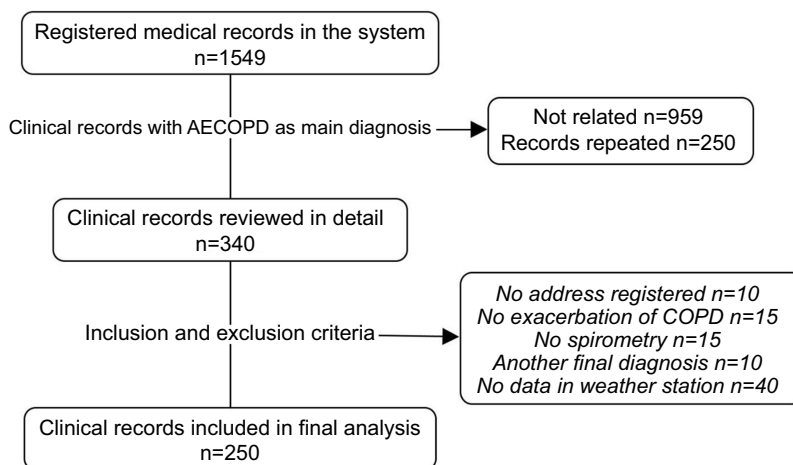 Registered medical records in the system
n=1549
Clinical records with AECOPD as main diagnosis
Not related n=959
Records repeated n=250
Clinical records reviewed in detail
n=340
Inclusion and exclusion criteria
No address registered n=10
No exacerbation of COPD n=15
No spirometry n=15
Another final diagnosis n=10
No data in weather station n=40
Clinical records included in final analysis
n=250